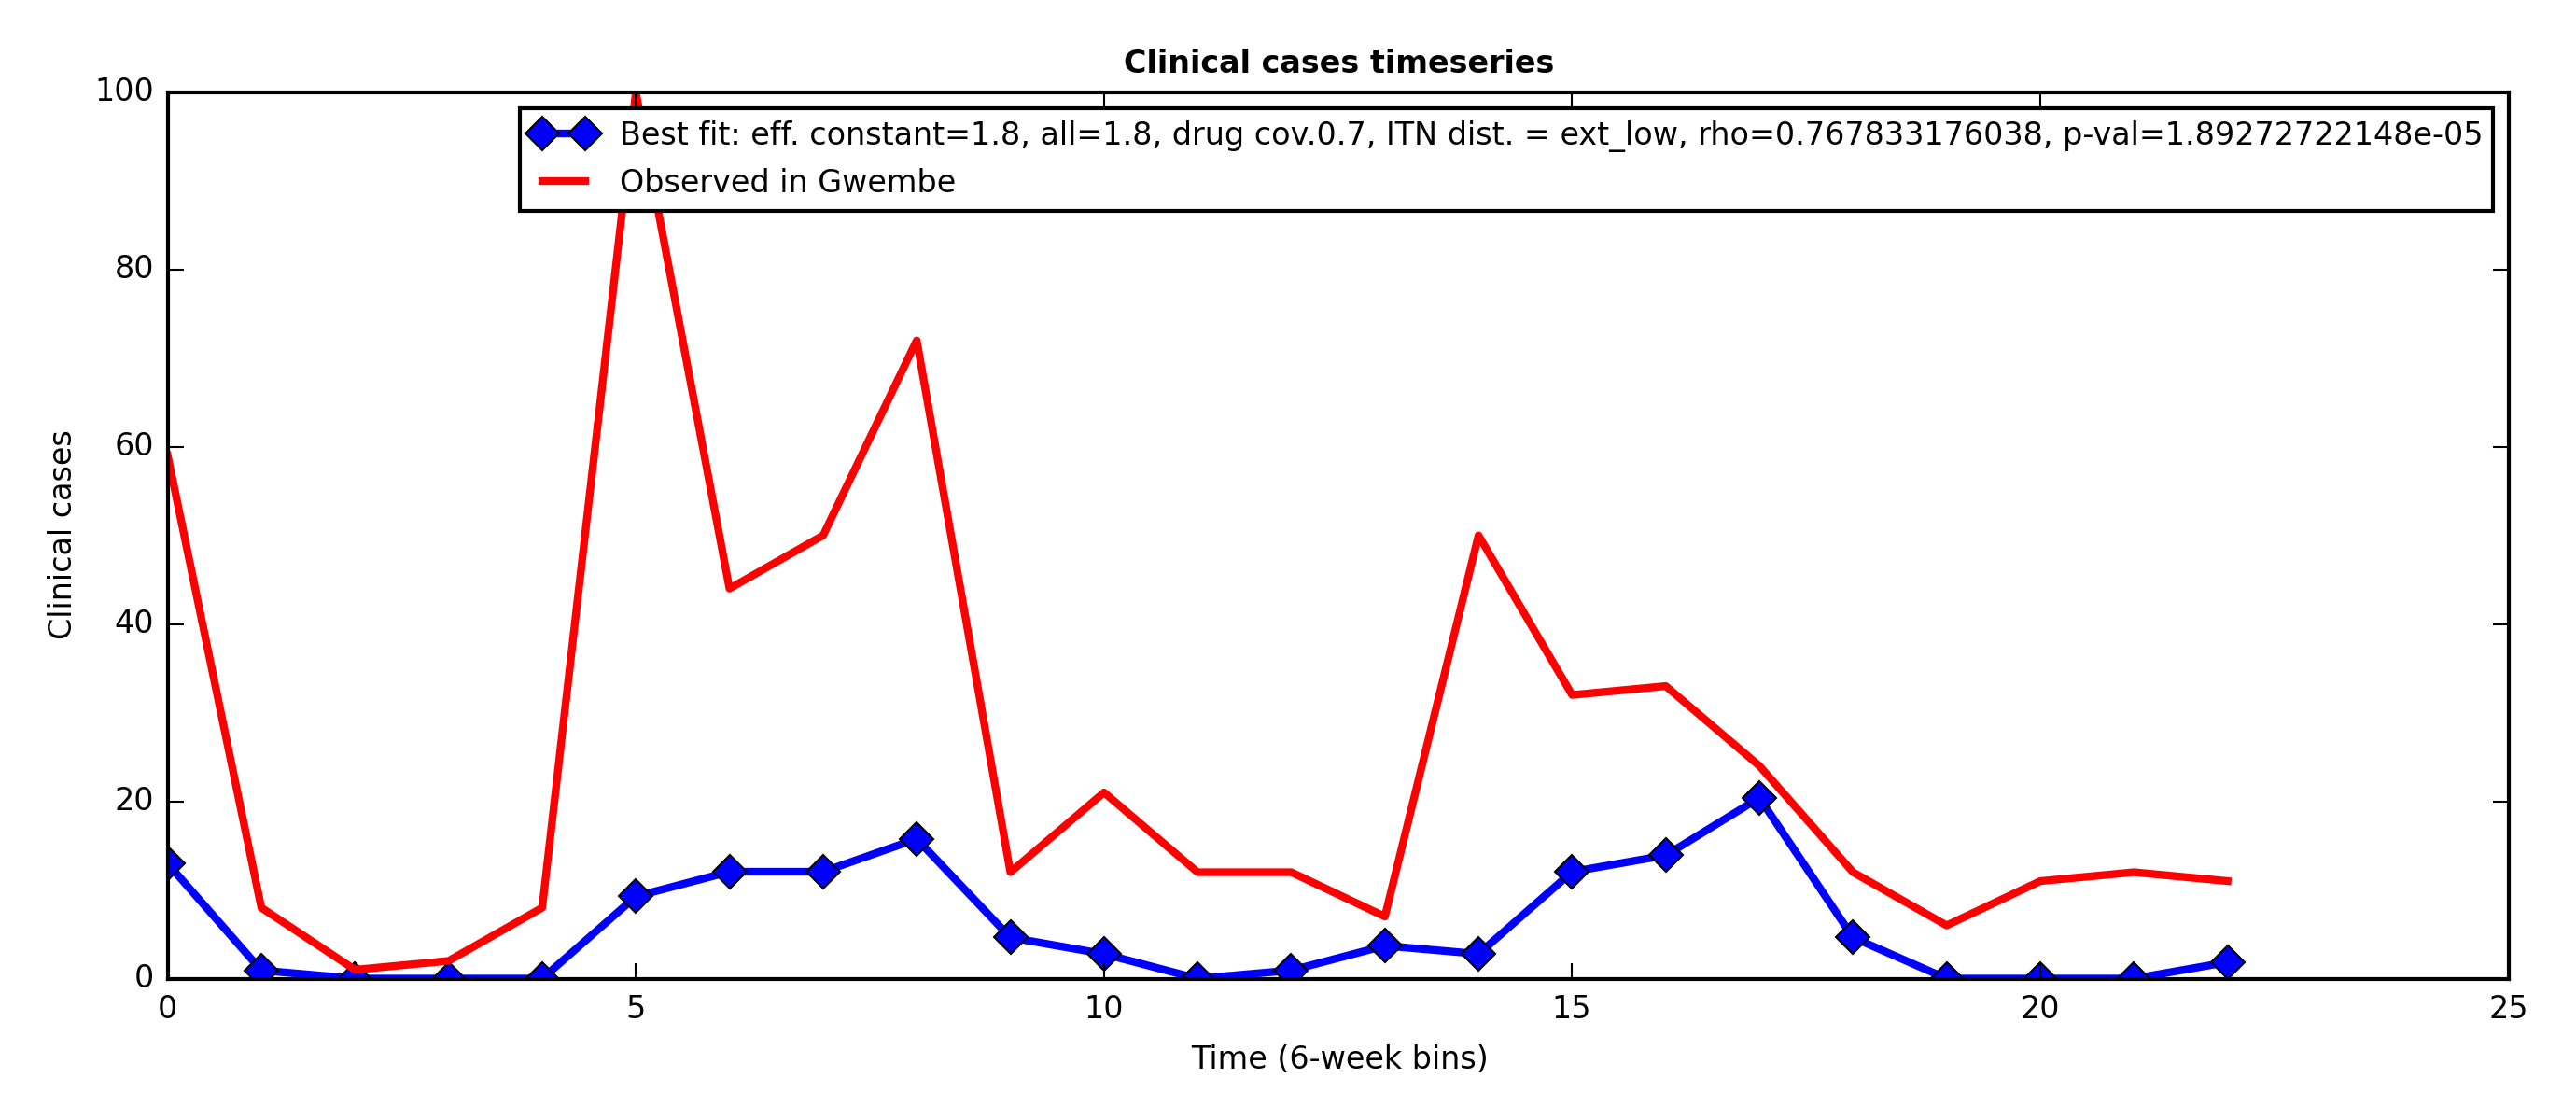 Clinical cases timeseries
100
80
60
40
20
0
Clinical cases
Best fit: eff. constant=1.8, all=1.8, drug cov.0.7, ITN dist. = ext_low, rho=0.767833176038, p-val=1.89272722148e-05
Observed in Gwembe
0 5 10 15 20 25
Time (6-week bins)